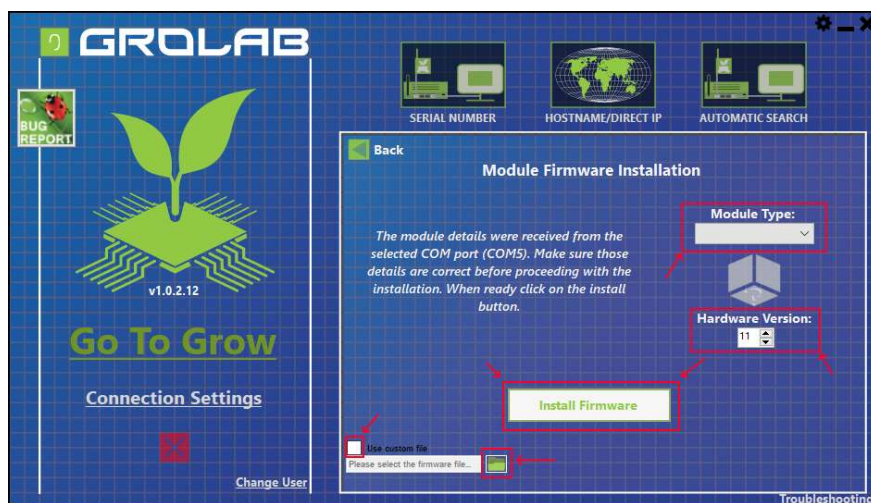 GROLAB
BUG
REPORT
v1.0.2.12
Go To Grow
Connection Settings
Change User
SERIAL NUMBER
HOSTNAME/DIRECT IP
AUTOMATIC SEARCH
Back
Module Firmware Installation
The module details were received from the
selected COM port (COM5). Make sure those
details are correct before proceeding with the
installation. When ready click on the install
button.
Module Type:
Hardware Version:
11
Install Firmware
Use custom file
Please select the firmware file...
Troubleshooting